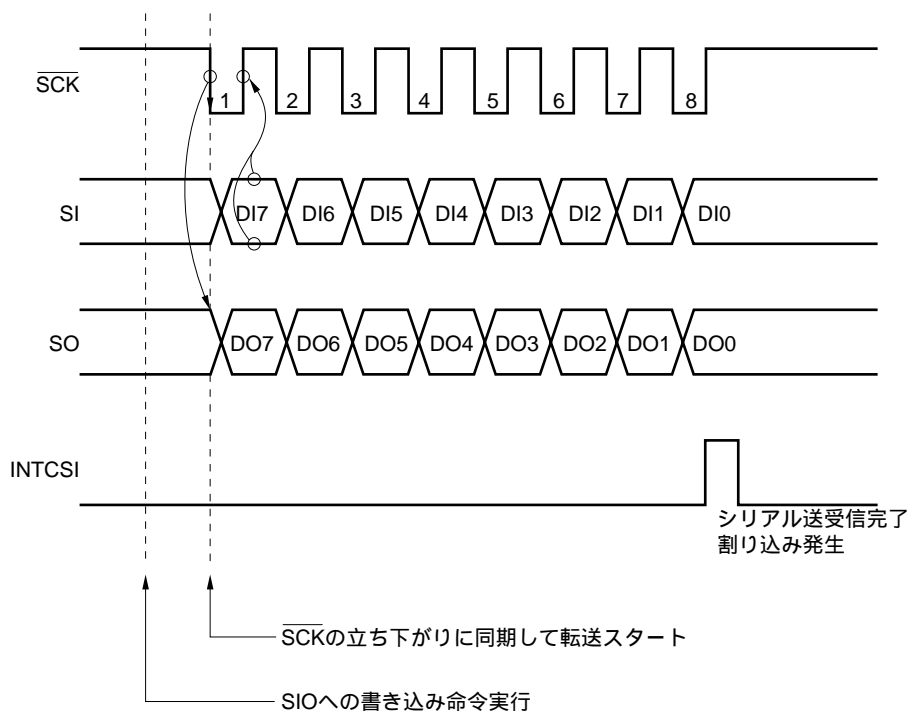 SCK
1 2 3 4 5 6 7 8
SI
DI7 DI6 DI5 DI4 DI3 DI2 DI1 DI0
SO
DO7 DO6 DO5 DO4 DO3 DO2 DO1 DO0
INTCSI
シリアル送受信完了
割り込み発生
SCKの立ち下がりに同期して転送スタート
SIOへの書き込み命令実行